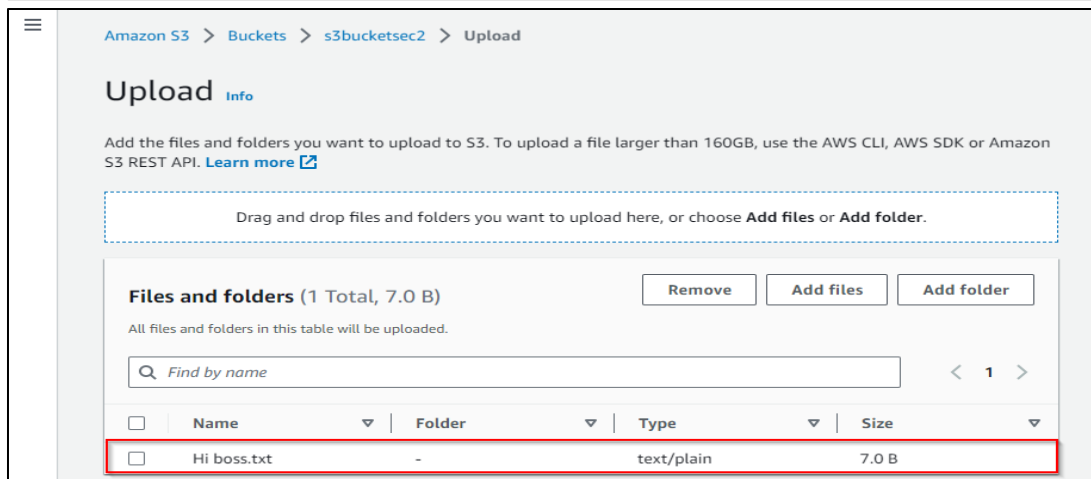 Amazon S3 > Buckets > s3bucketsec2 > Upload
Upload Info
Add the files and folders you want to upload to S3. To upload a file larger than 160GB, use the AWS CLI, AWS SDK or Amazon
S3 REST API. Learn more
Drag and drop files and folders you want to upload here, or choose Add files or Add folder.
Files and folders (1 Total, 7.0 B) Remove Add files Add folder
All files and folders in this table will be uploaded.
Find by name < 1 >
Name Folder Type Size
Hi boss.txt - text/plain 7.0 B